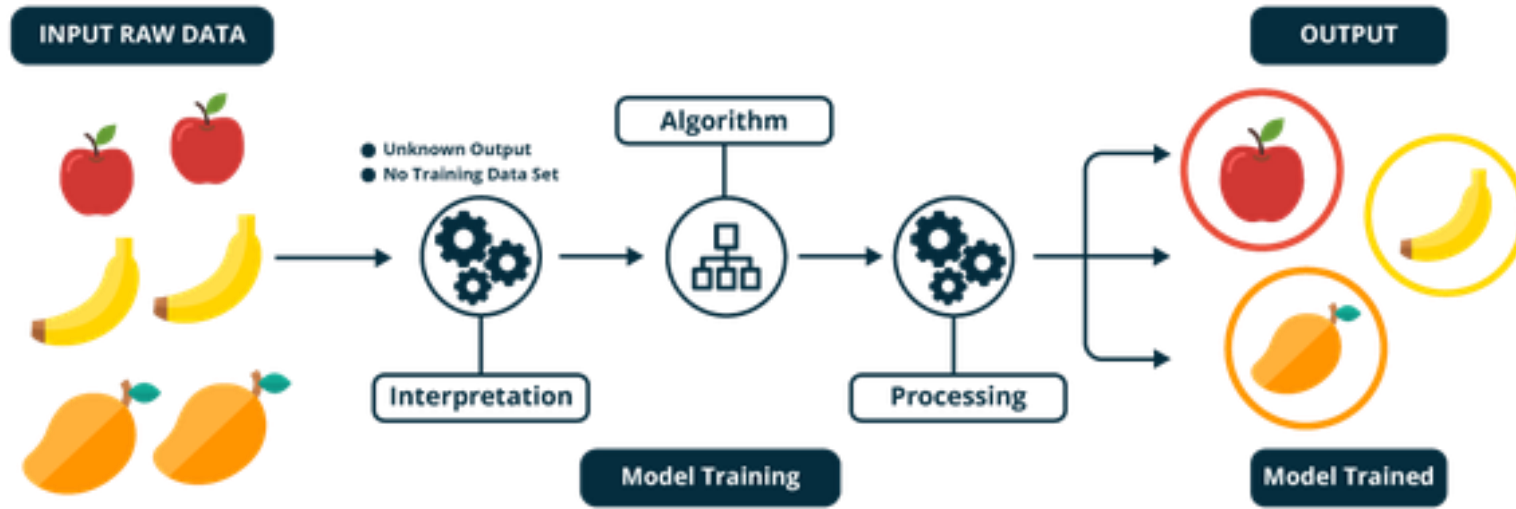 INPUT RAW DATA
OUTPUT
Algorithm
● Unknown Output
● No Training Data Set
Interpretation
Processing
Model Training
Model Trained